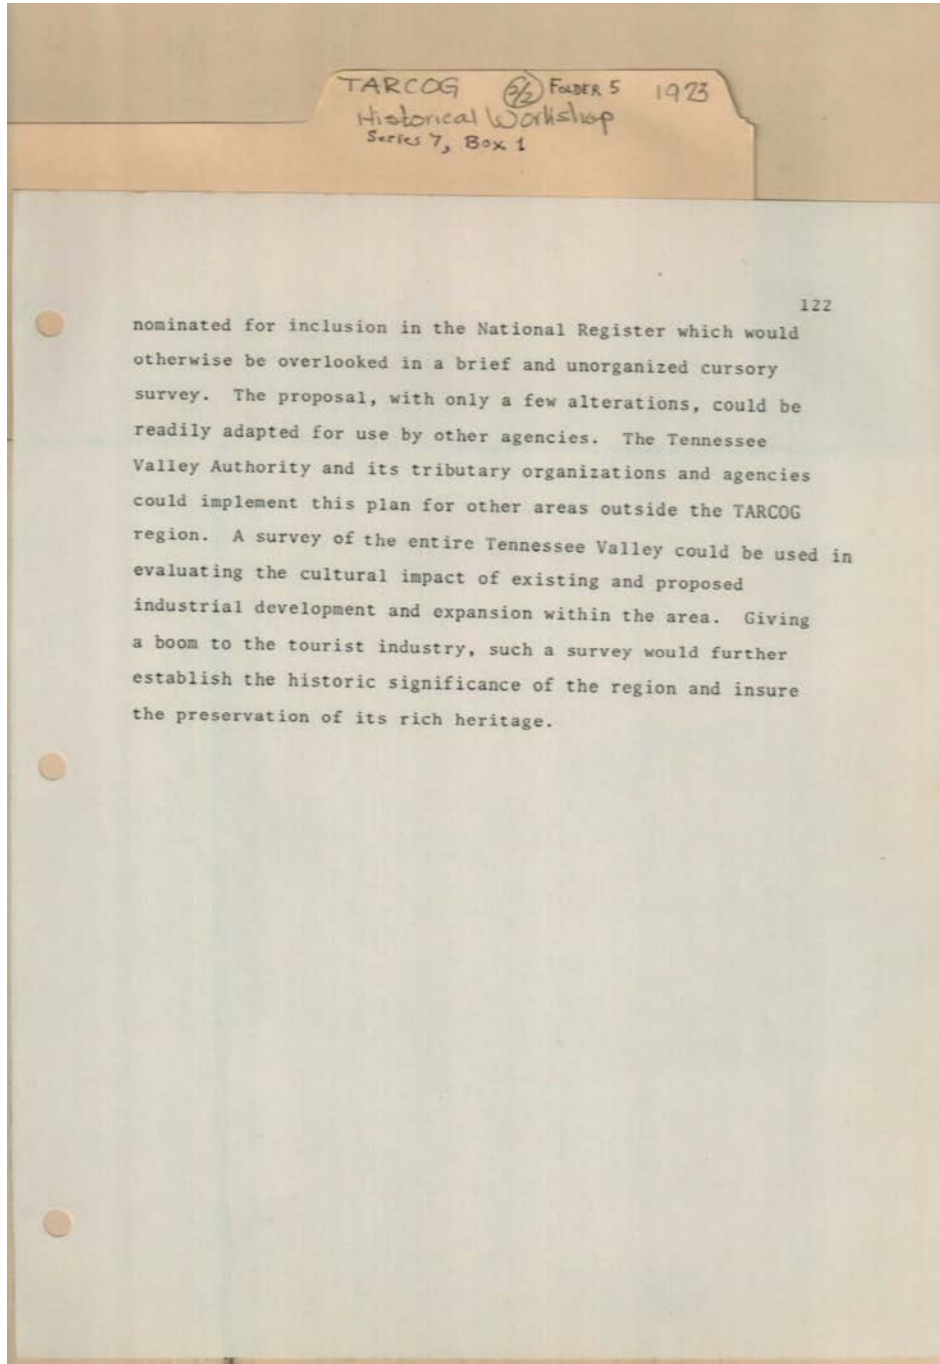 TARCOG 2/2 FOLDER 5 1973
Historical Workshop
Series 7, Box 1
122
nominated for inclusion in the National Register which would
otherwise be overlooked in a brief and unorganized cursory
survey. The proposal, with only a few alterations, could be
readily adapted for use by other agencies. The Tennessee
Valley Authority and its tributary organizations and agencies
could implement this plan for other areas outside the TARCOG
region. A survey of the entire Tennessee Valley could be used in
evaluating the cultural impact of existing and proposed
industrial development and expansion within the area. Giving
a boom to the tourist industry, such a survey would further
establish the historic significance of the region and insure
the preservation of its rich heritage.